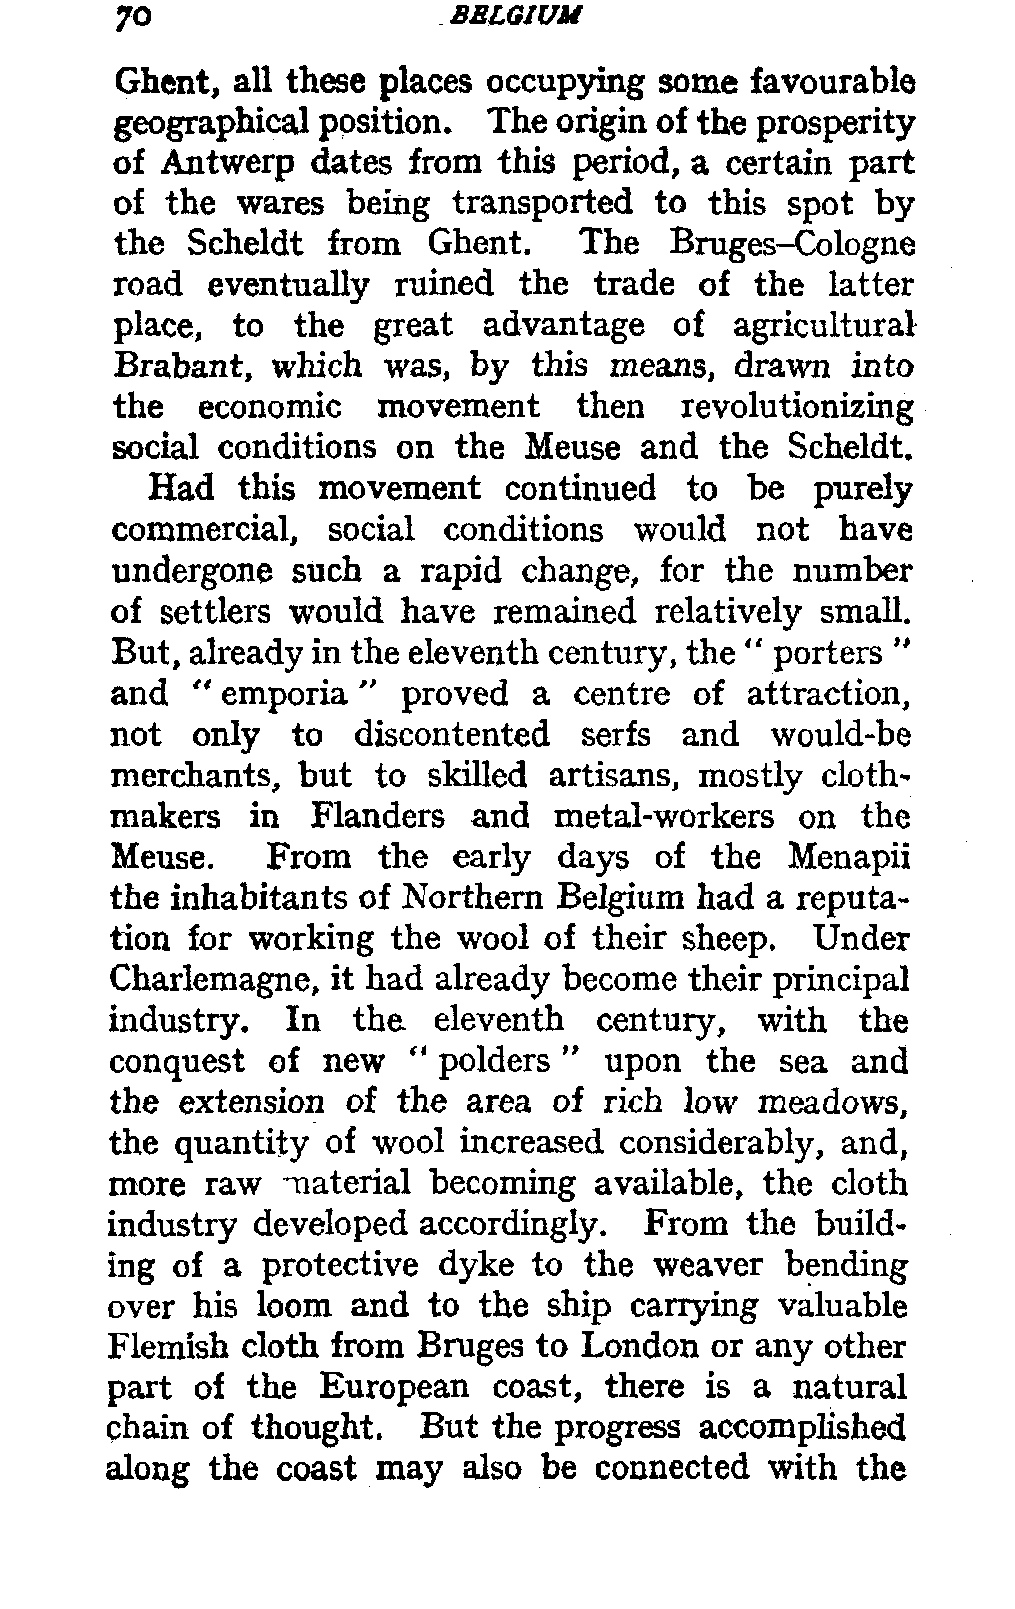 70 BELGIUM
Ghent, all these places occupying some favourable
geographical position. The origin of the prosperity
of Antwerp dates from this period, a certain part
of the wares being transported to this spot by
the Scheldt from Ghent. The Bruges–Cologne
road eventually ruined the trade of the latter
place, to the great advantage of agricultural
Brabant, which was, by this means, drawn into
the economic movement then revolutionizing
social conditions on the Meuse and the Scheldt.
Had this movement continued to be purely
commercial, social conditions would not have
undergone such a rapid change, for the number
of settlers would have remained relatively small.
But, already in the eleventh century, the “ porters ”
and “ emporia ” proved a centre of attraction,
not only to discontented serfs and would-be
merchants, but to skilled artisans, mostly cloth-
makers in Flanders and metal-workers on the
Meuse. From the early days of the Menapii
the inhabitants of Northern Belgium had a reputa-
tion for working the wool of their sheep. Under
Charlemagne, it had already become their principal
industry. In the eleventh century, with the
conquest of new “ polders ” upon the sea and
the extension of the area of rich low meadows,
the quantity of wool increased considerably, and,
more raw material becoming available, the cloth
industry developed accordingly. From the build-
ing of a protective dyke to the weaver bending
over his loom and to the ship carrying valuable
Flemish cloth from Bruges to London or any other
part of the European coast, there is a natural
chain of thought. But the progress accomplished
along the coast may also be connected with the